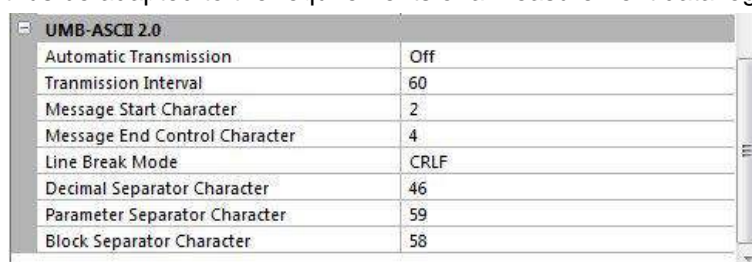 UMB-ASCII 2.0
Automatic Transmission Off
Tranmission Interval 60
Message Start Character 2
Message End Control Character 4
Line Break Mode CRLF
Decimal Separator Character 46
Parameter Separator Character 59
Block Separator Character 58